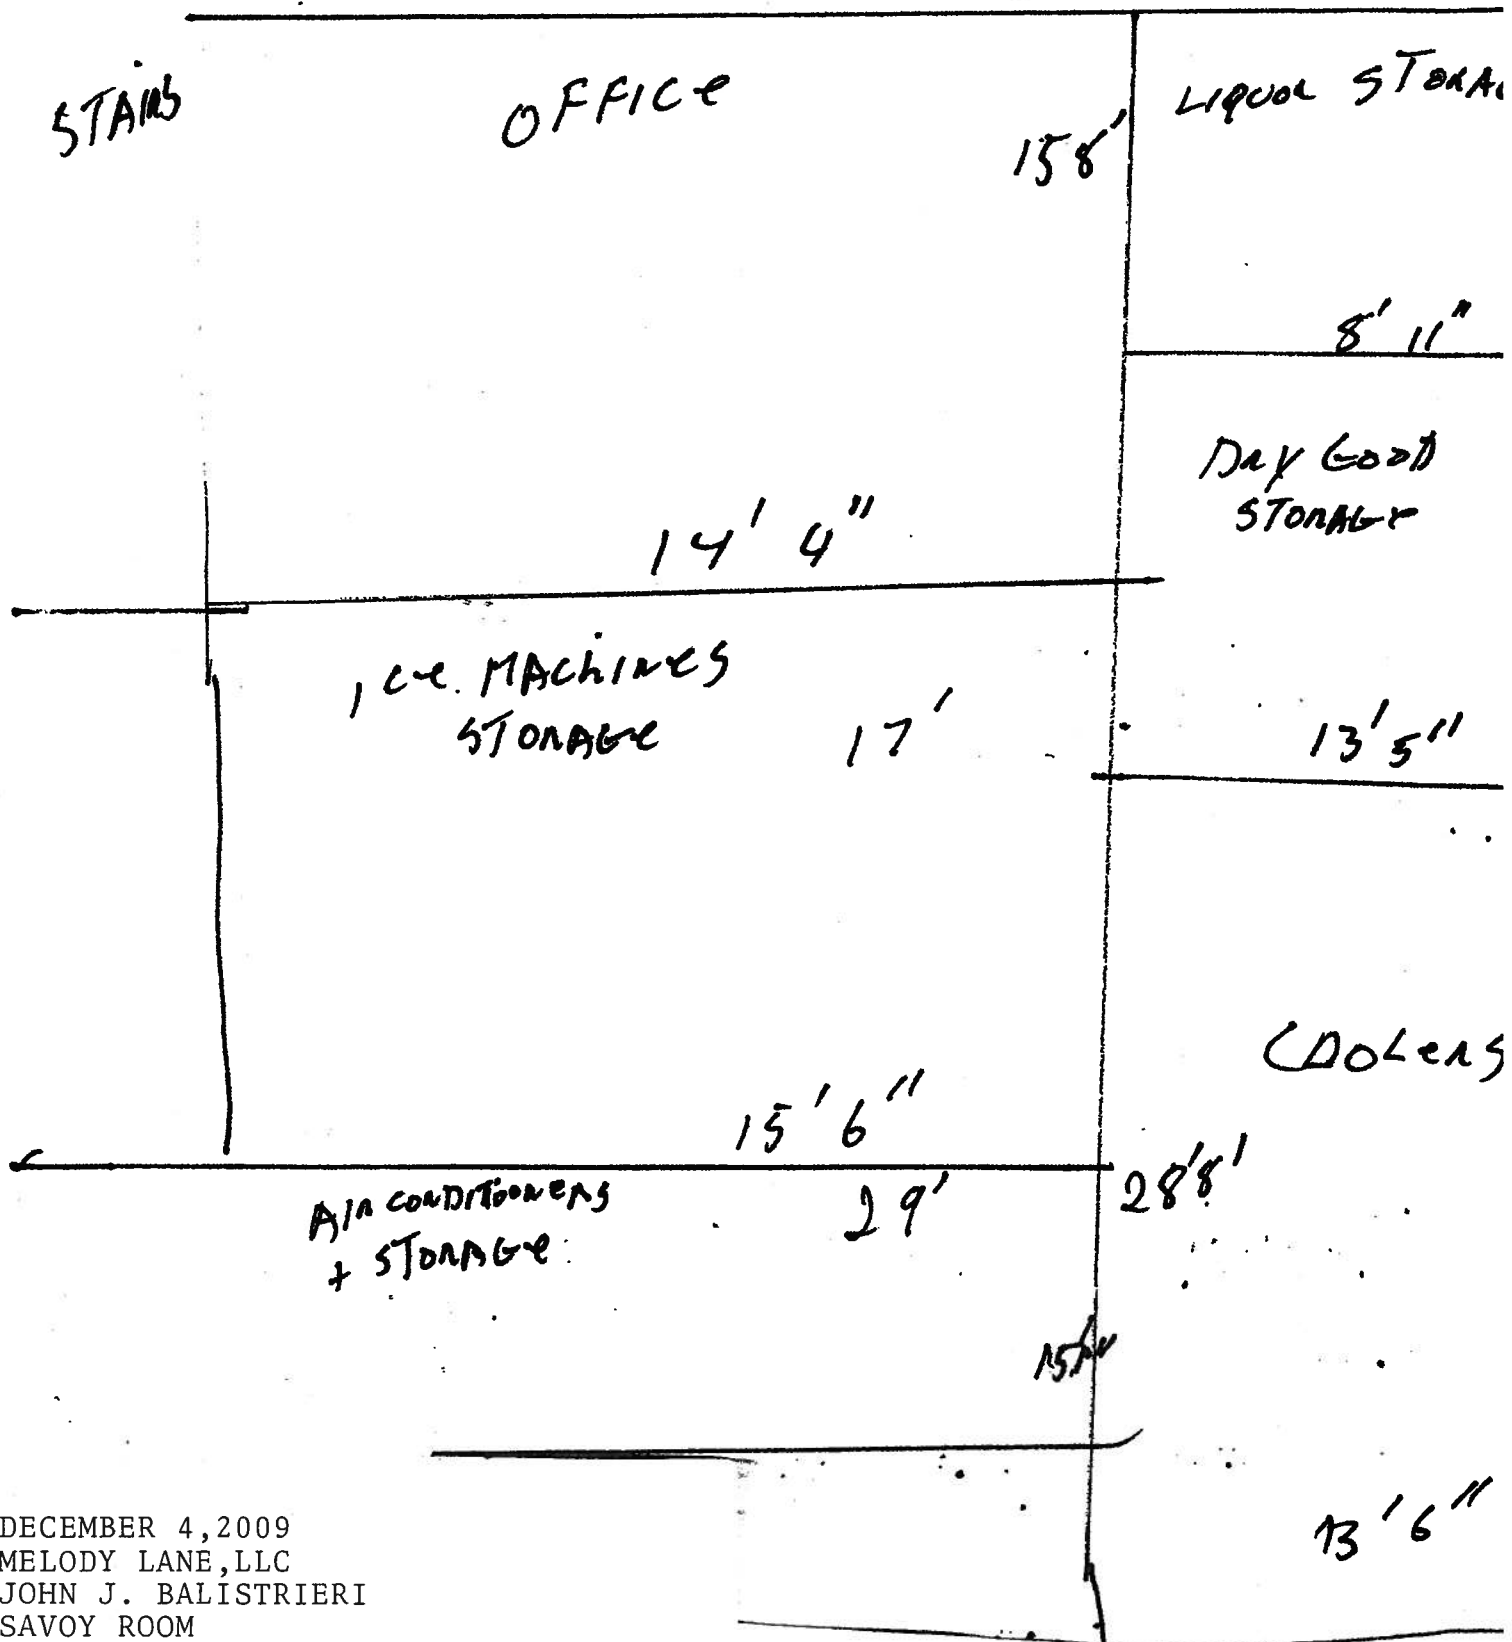 STAIRS
OFFICE
LIQUOR STORA
158'
8' 11"
DRY GOOD
STORAGE
14' 4"
ICE MACHINES
STORAGE
17'
13' 5"
COOLERS
15' 6"
AIR CONDITIONERS
+ STORAGE
29'
28'8'
13' 6"
DECEMBER 4,2009
MELODY LANE,LLC
JOHN J. BALISTRIERI
SAVOY ROOM